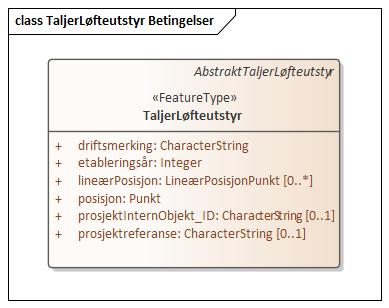 class TaljerLøfteutstyr Betingelser
AbstraktTaljerLøfteutstyr
«FeatureType»
TaljerLøfteutstyr
+ driftsmerking: CharacterString
+ etableringsår: Integer
+ lineærPosisjon: LineærPosisjonPunkt [0..*]
+ posisjon: Punkt
+ prosjektInternObjekt_ID: CharacterString [0..1]
+ prosjektreferanse: CharacterString [0..1]